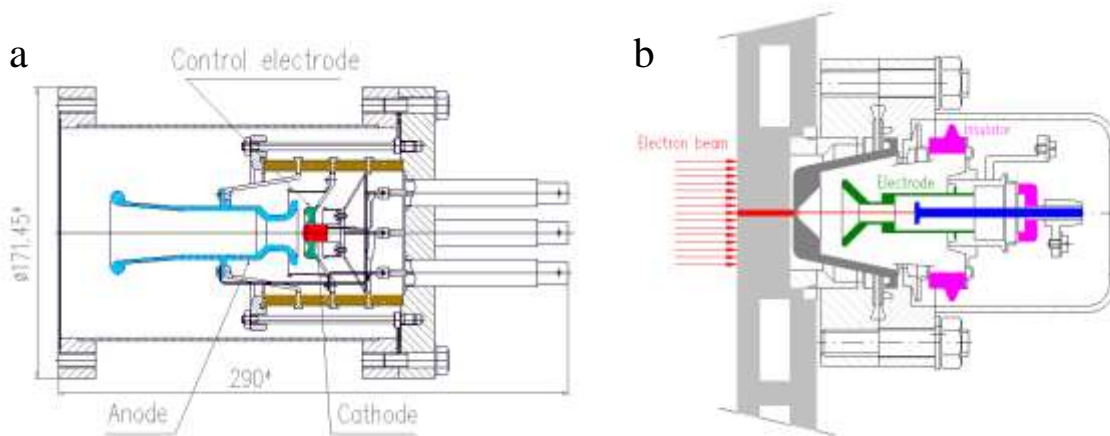 a
Control electrode
ø171.45*
290*
Anode
Cathode
b
Electron beam
Insulator
Electrode